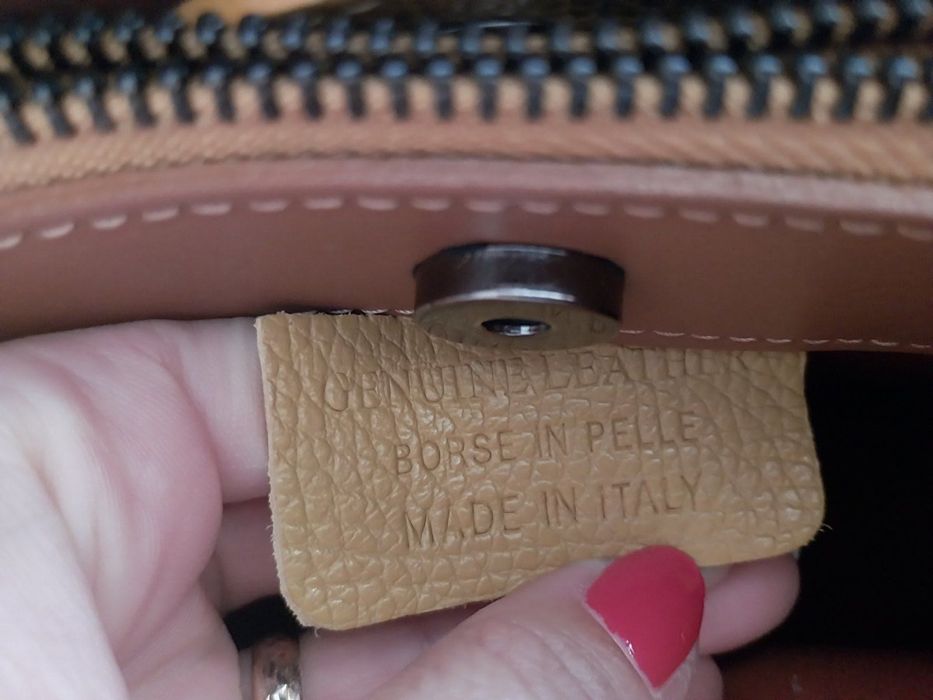 GENUINE LEATHER
BORSE IN PELLE
MADE IN ITALY